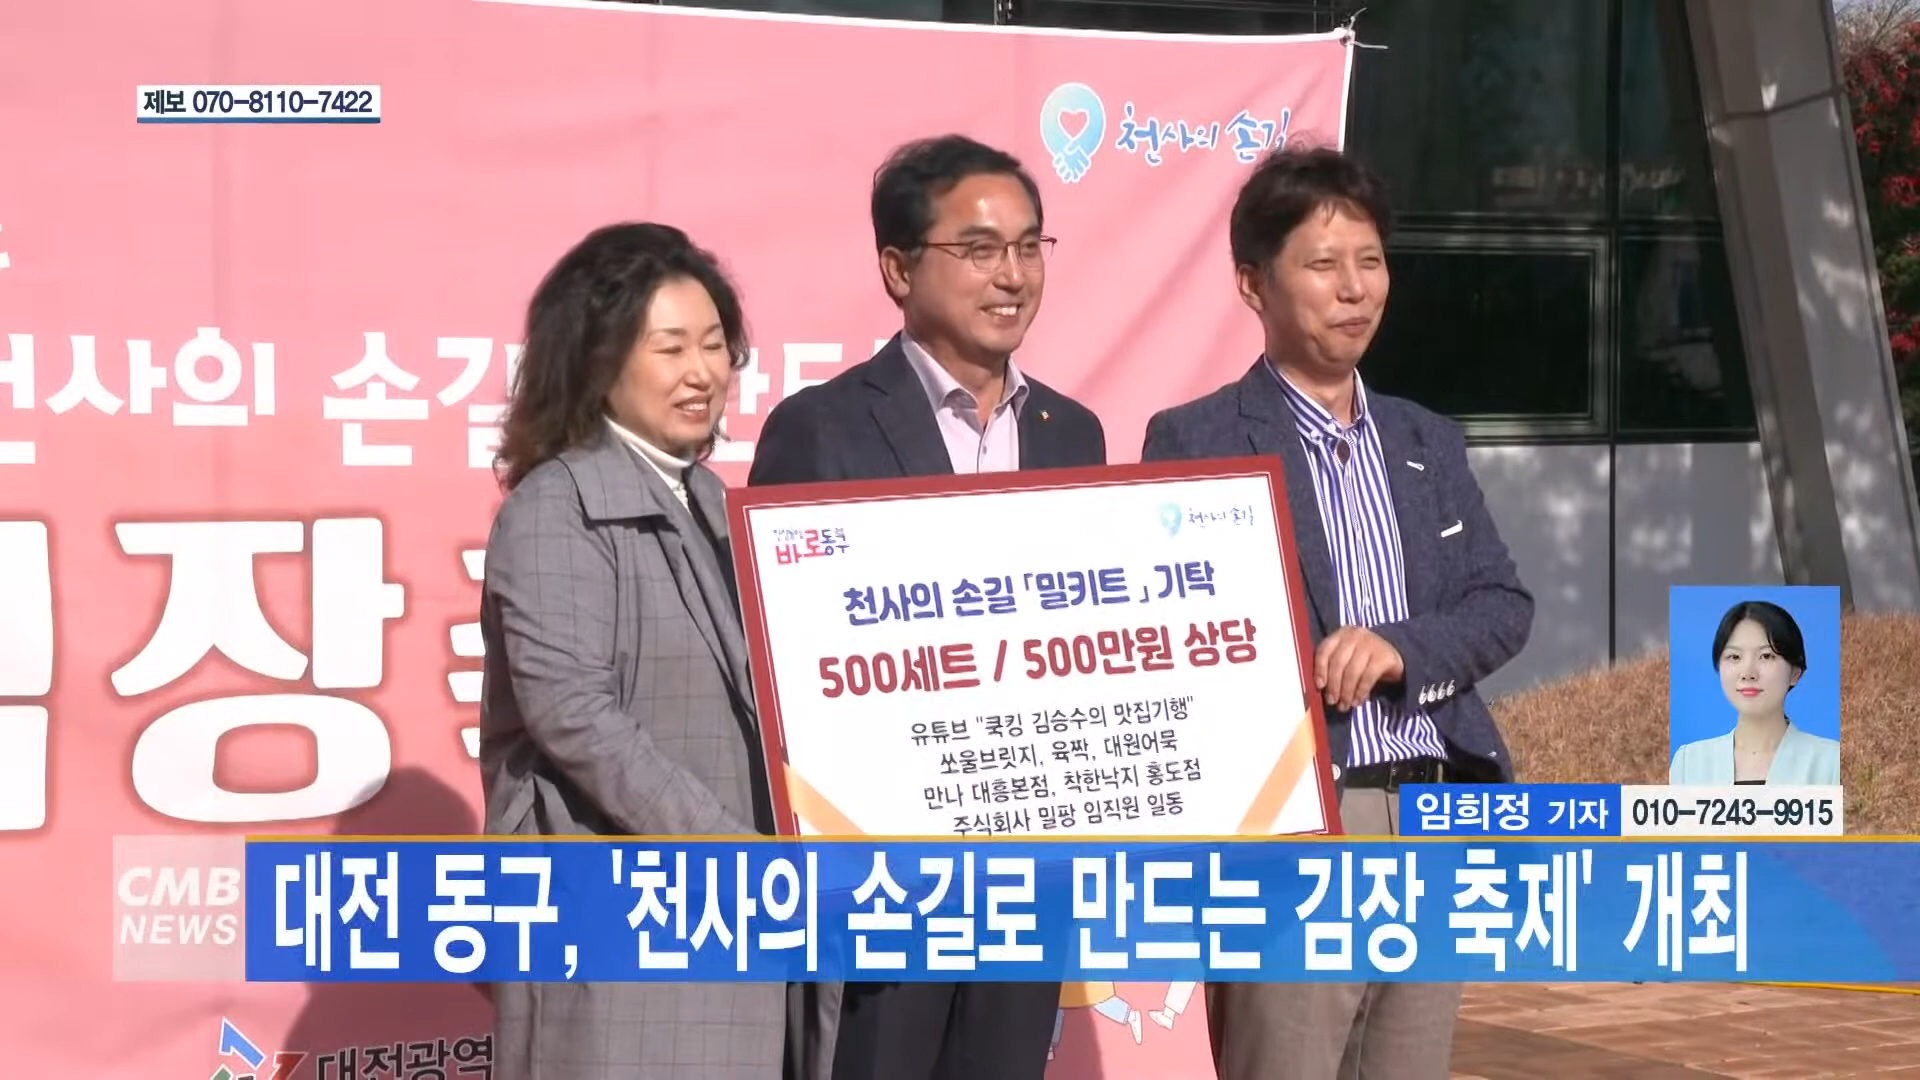 제보 070-8110-7422
천사의 손길
천사의 손길
김장
바로동구
천사의 손길
천사의 손길「밀키트」기탁
500세트 / 500만원 상당
유튜브 "쿡킹 김승수의 맛집기행"
쏘울브릿지, 육짝, 대원어묵
만나 대흥본점, 착한낙지 홍도점
주식회사 밀팡 임직원 일동
임희정 기자 010-7243-9915
CMB
NEWS
대전 동구, '천사의 손길로 만드는 김장 축제' 개최
대전광역